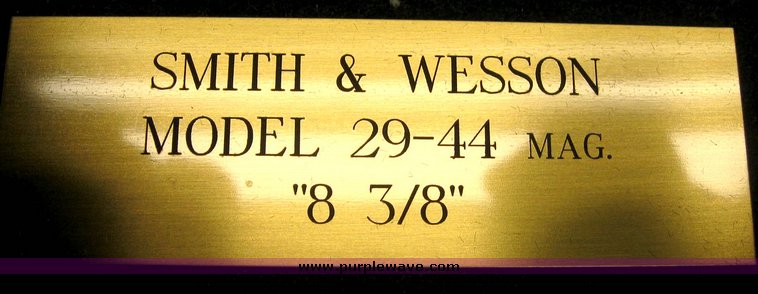 SMITH & WESSON
MODEL 29-44 MAG.
"8 3/8"
www.purplewave.com